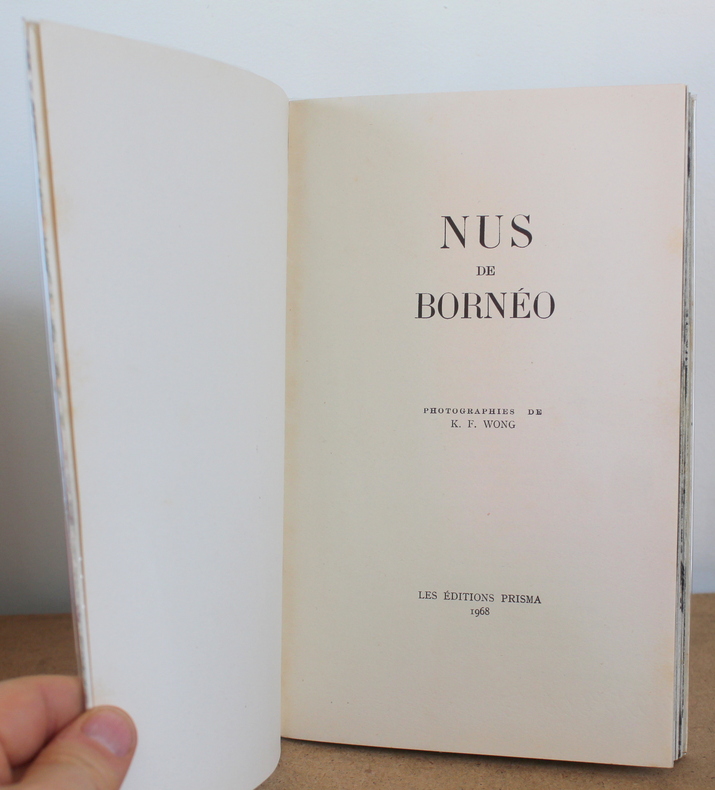 NUS
DE
BORNÉO
PHOTOGRAPHIES DE
K. F. WONG
LES ÉDITIONS PRISMA
1968